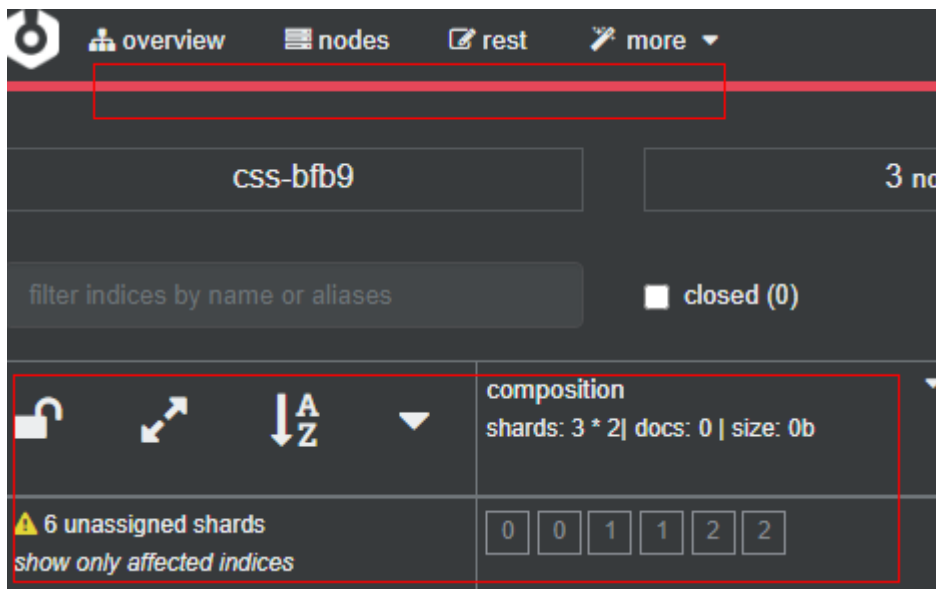 overview nodes rest more
css-bfb9 3
filter indices by name or aliases closed (0)
composition
shards: 3 * 2| docs: 0 | size: 0b
6 unassigned shards
show only affected indices
0 0 1 1 2 2